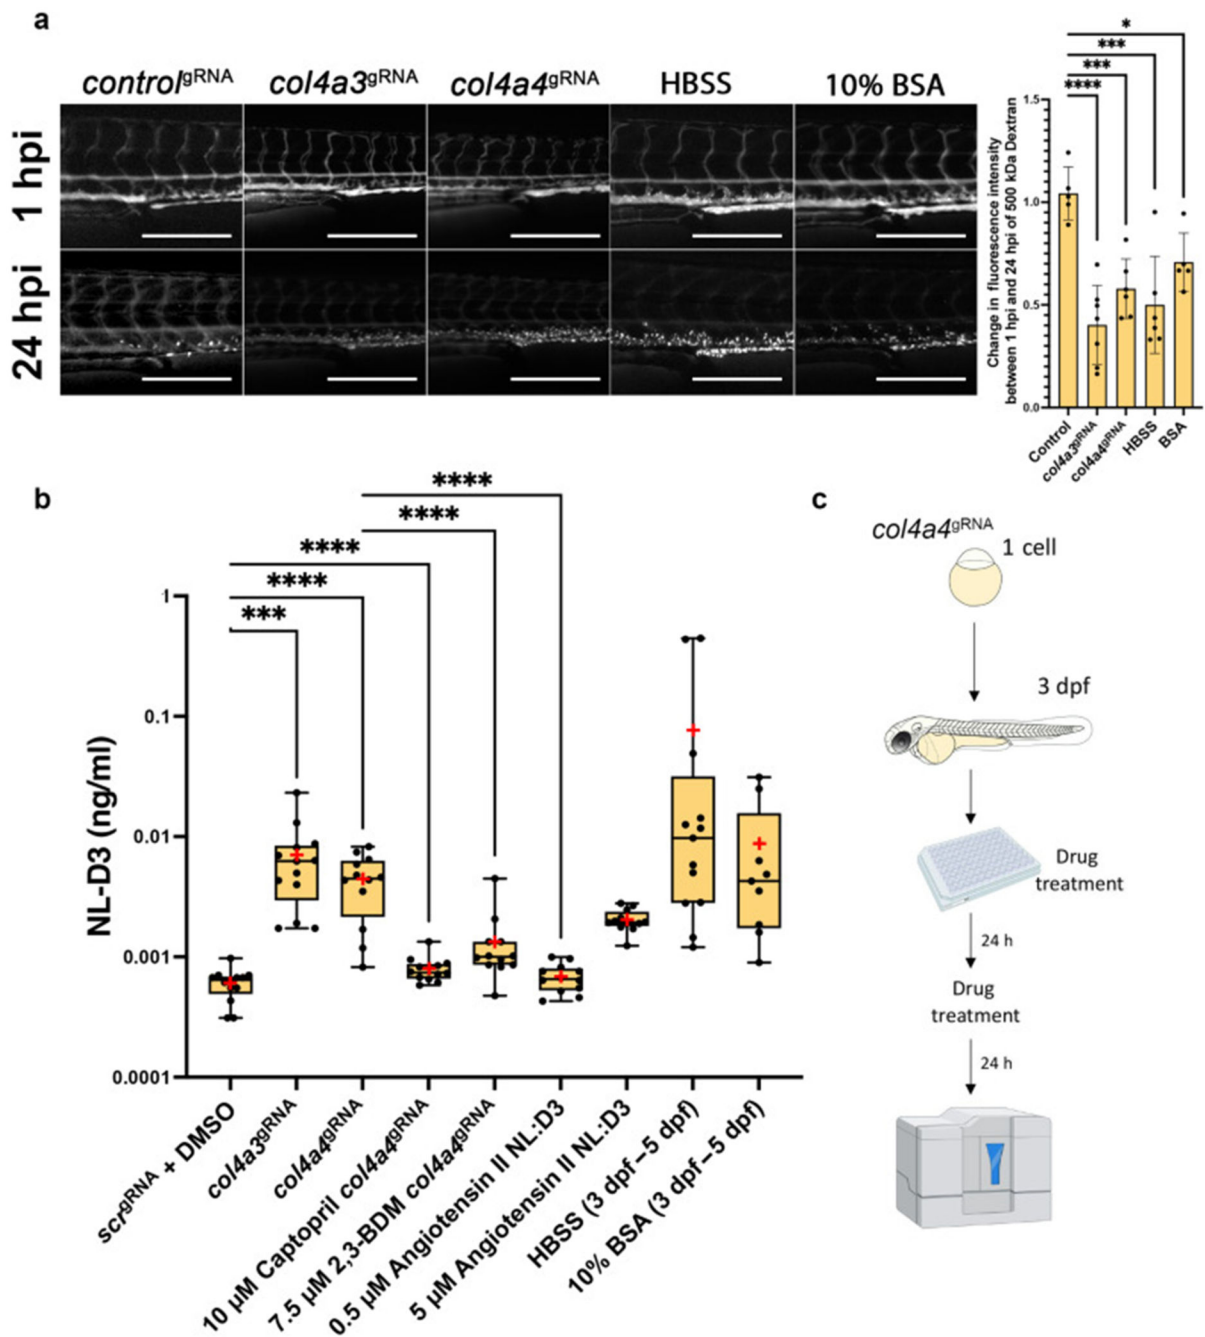 a
control^gRNA col4a3^gRNA col4a4^gRNA HBSS 10% BSA
1 hpi
24 hpi
*
***
***
****
Change in fluorescence intensity
between 1 hpi and 24 hpi of 500 kDa Dextran
1.5
1.0
0.5
0.0
Control
col4a3^gRNA
col4a4^gRNA
HBSS
BSA
b
****
****
****
****
***
NL-D3 (ng/ml)
1
0.1
0.01
0.001
0.0001
scr^gRNA + DMSO
col4a3^gRNA
col4a4^gRNA
10 µM Captopril col4a4^gRNA
7.5 µM 2,3-BDM col4a4^gRNA
0.5 µM Angiotensin II NL:D3
5 µM Angiotensin II NL:D3
HBSS (3 dpf–5 dpf)
10% BSA (3 dpf–5 dpf)
c
col4a4^gRNA
1 cell
3 dpf
Drug
treatment
24 h
Drug
treatment
24 h